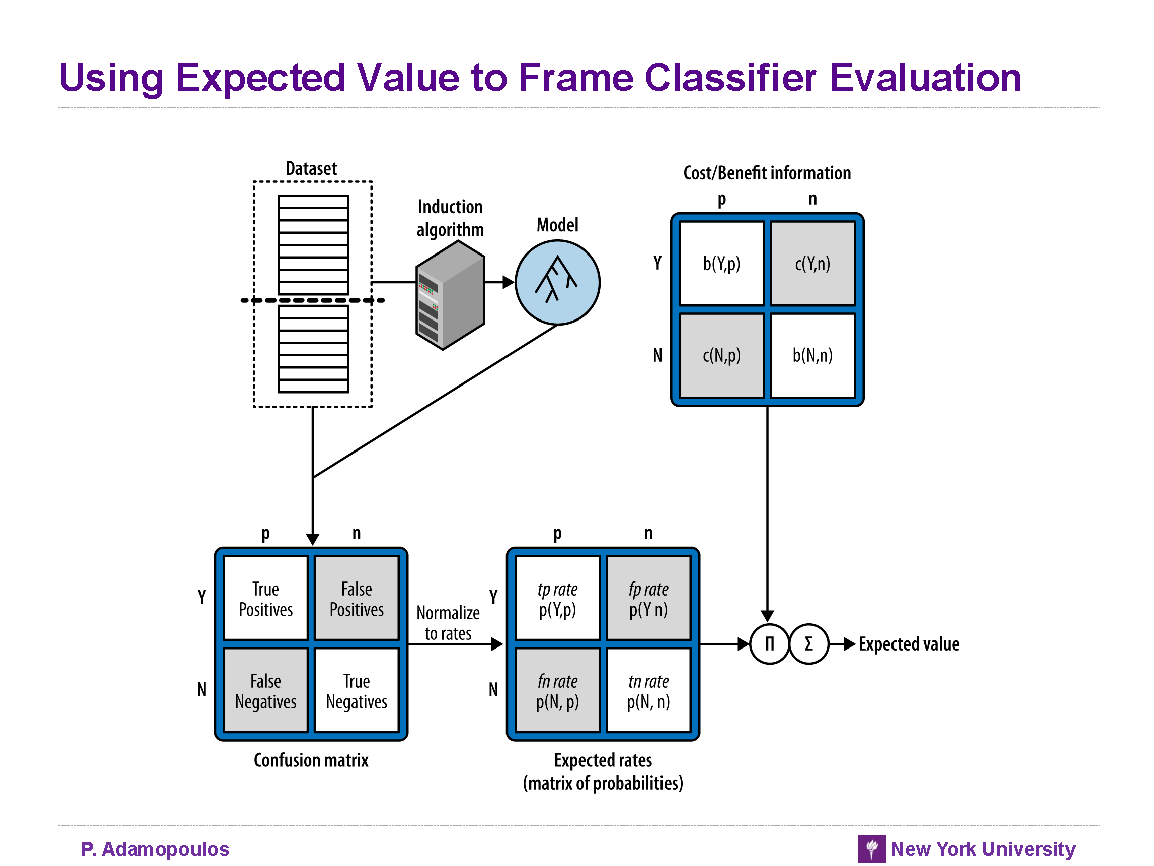 Using Expected Value to Frame Classifier Evaluation
Dataset
Induction
algorithm
Model
Cost/Benefit information
p n
Y b(Y,p) c(Y,n)
N c(N,p) b(N,n)
p n
Y
True
Positives
False
Positives
N
False
Negatives
True
Negatives
Confusion matrix
Normalize
to rates
p n
Y
tp rate
p(Y,p)
fp rate
p(Y n)
N
fn rate
p(N, p)
tn rate
p(N, n)
Expected rates
(matrix of probabilities)
Π Σ Expected value
P. Adamopoulos
New York University